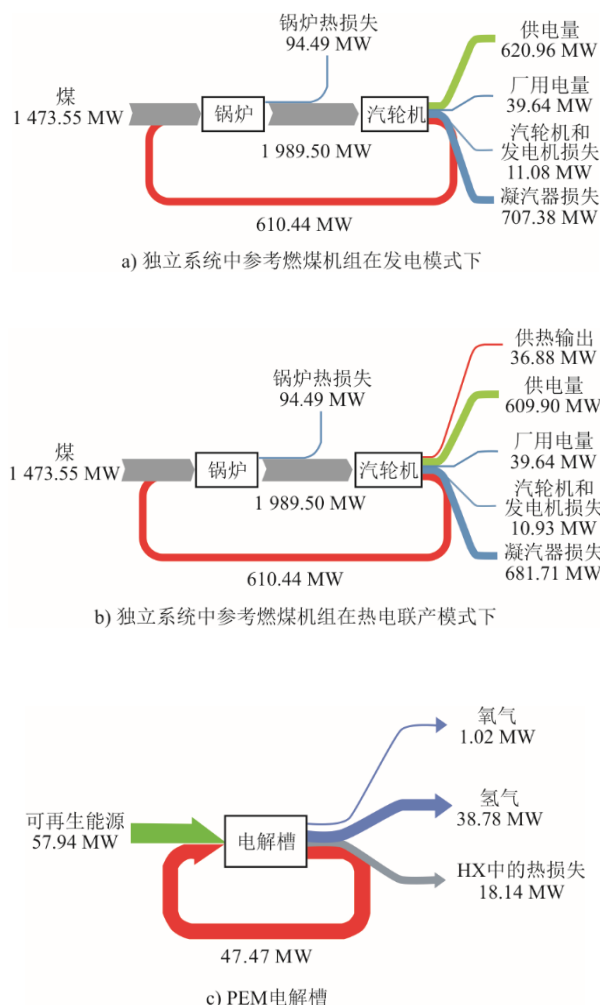 锅炉热损失
94.49 MW
供电量
620.96 MW
煤
1 473.55 MW
锅炉
汽轮机
厂用电量
39.64 MW
1 989.50 MW
汽轮机和
发电机损失
11.08 MW
凝汽器损失
707.38 MW
610.44 MW
a) 独立系统中参考燃煤机组在发电模式下
供热输出
36.88 MW
锅炉热损失
94.49 MW
供电量
609.90 MW
煤
1 473.55 MW
锅炉
汽轮机
厂用电量
39.64 MW
1 989.50 MW
汽轮机和
发电机损失
10.93 MW
凝汽器损失
681.71 MW
610.44 MW
b) 独立系统中参考燃煤机组在热电联产模式下
氧气
1.02 MW
可再生能源
57.94 MW
电解槽
氢气
38.78 MW
HX中的热损失
18.14 MW
47.47 MW
c) PEM电解槽